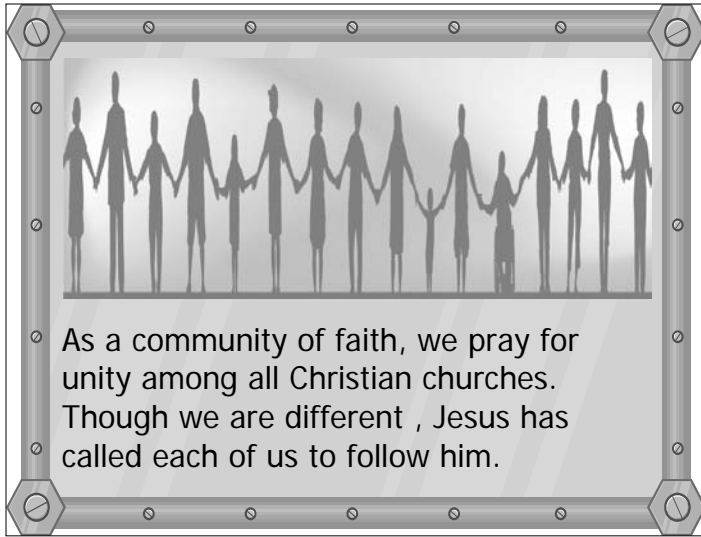 As a community of faith, we pray for
unity among all Christian churches.
Though we are different , Jesus has
called each of us to follow him.